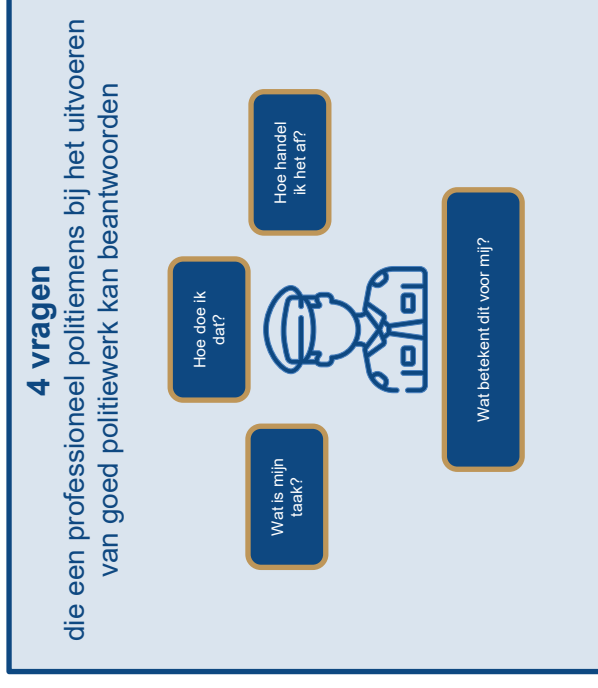 4 vragen
die een professioneel politiemens bij het uitvoeren
van goed politiewerk kan beantwoorden
Wat is mijn
taak?
Hoe doe ik
dat?
Hoe handel
ik het af?
Wat betekent dit voor mij?